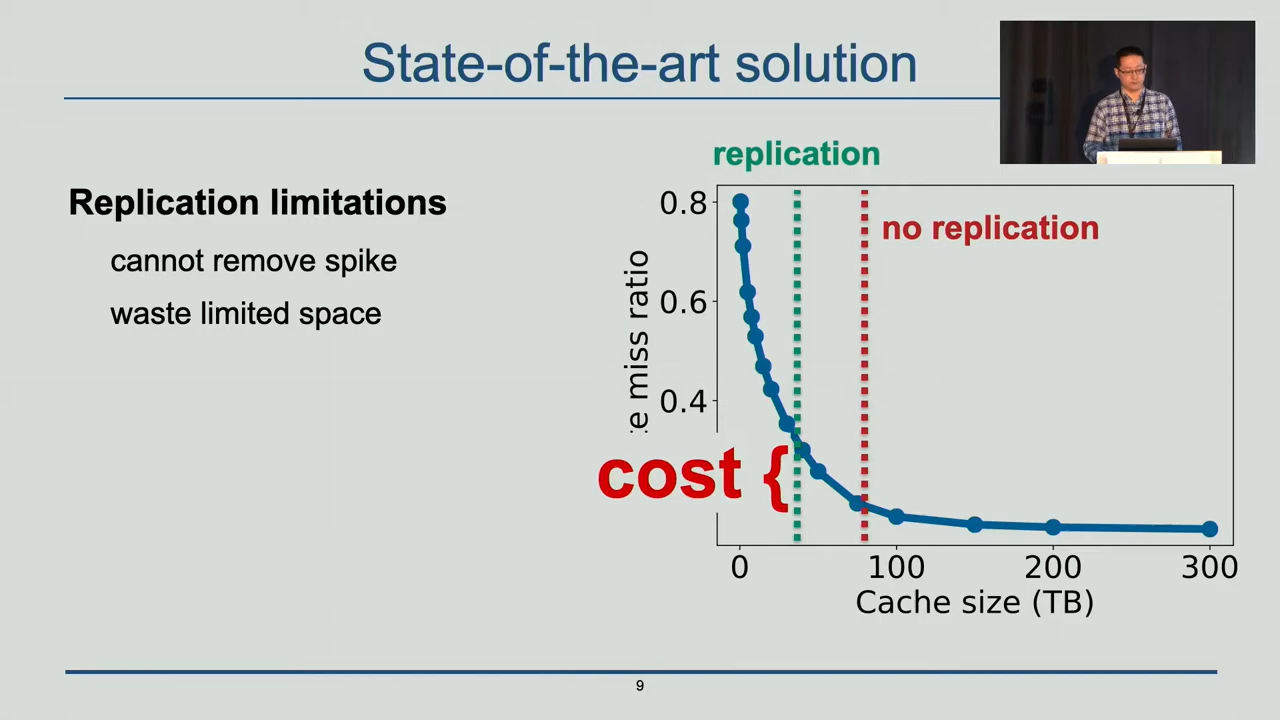 State-of-the-art solution
replication
Replication limitations
cannot remove spike
waste limited space
no replication
miss ratio
0.8
0.6
0.4
cost {
0 100 200 300
Cache size (TB)
9